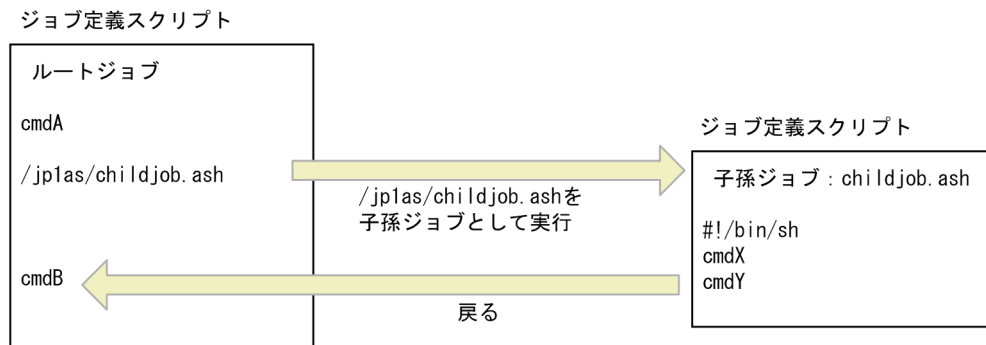 ジョブ定義スクリプト
ルートジョブ
cmdA
/jp1as/childjob.ash
cmdB
/jp1as/childjob.ashを
子孫ジョブとして実行
戻る
ジョブ定義スクリプト
子孫ジョブ：childjob.ash
#!/bin/sh
cmdX
cmdY